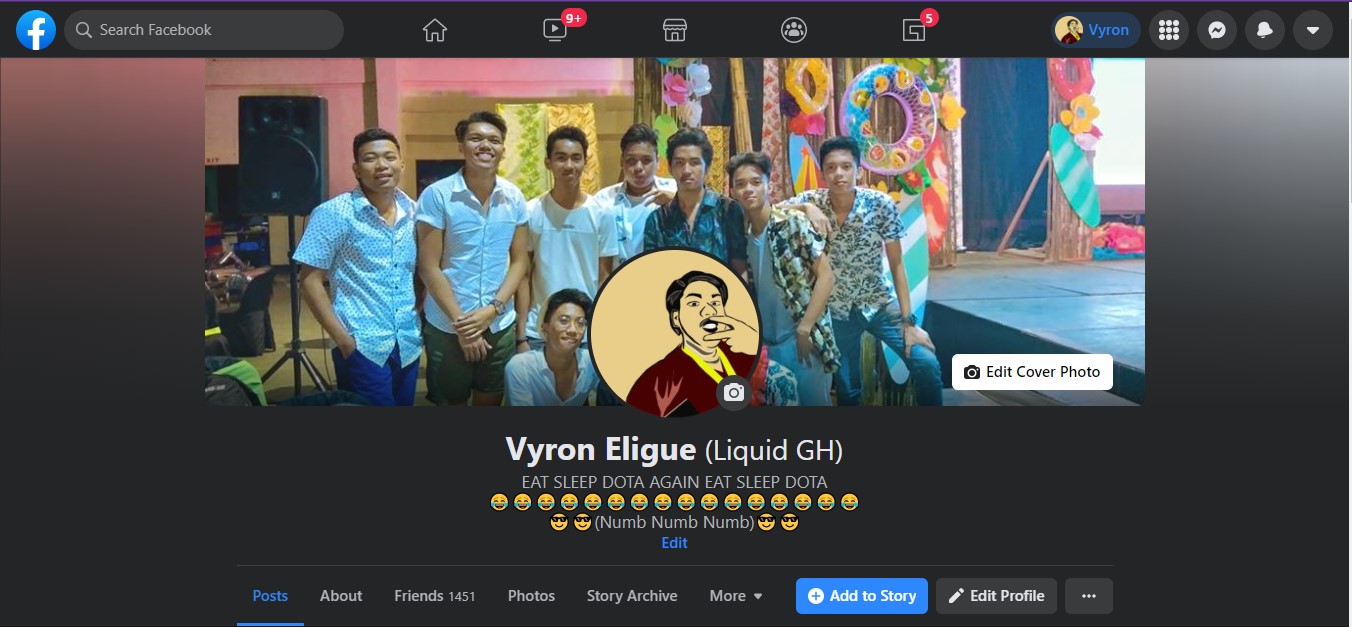 Search Facebook
9+
5
Vyron
EXIT
Edit Cover Photo
Vyron Eligue (Liquid GH)
EAT SLEEP DOTA AGAIN EAT SLEEP DOTA
😂😂😂😂😂😂😂😂😂😂😂😂😂😂😂😂
😎😎(Numb Numb Numb)😎😎
Edit
Posts
About
Friends 1451
Photos
Story Archive
More
Add to Story
Edit Profile